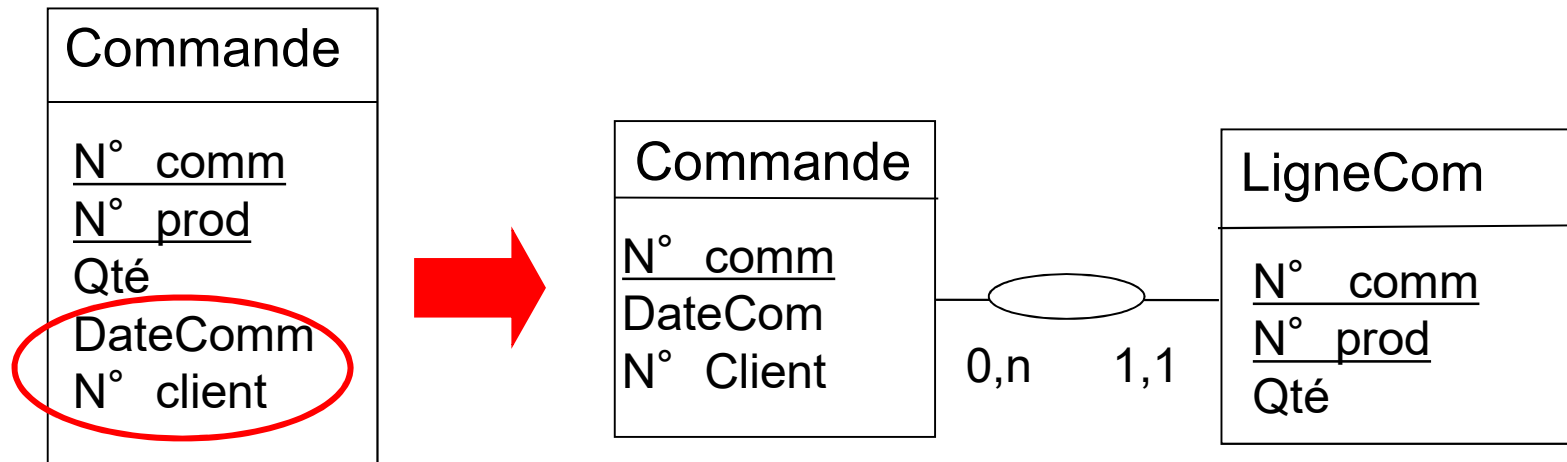 Commande
N° comm
N° prod
Qté
DateComm
N° client
Commande
N° comm
DateCom
N° Client
0,n
1,1
LigneCom
N° comm
N° prod
Qté